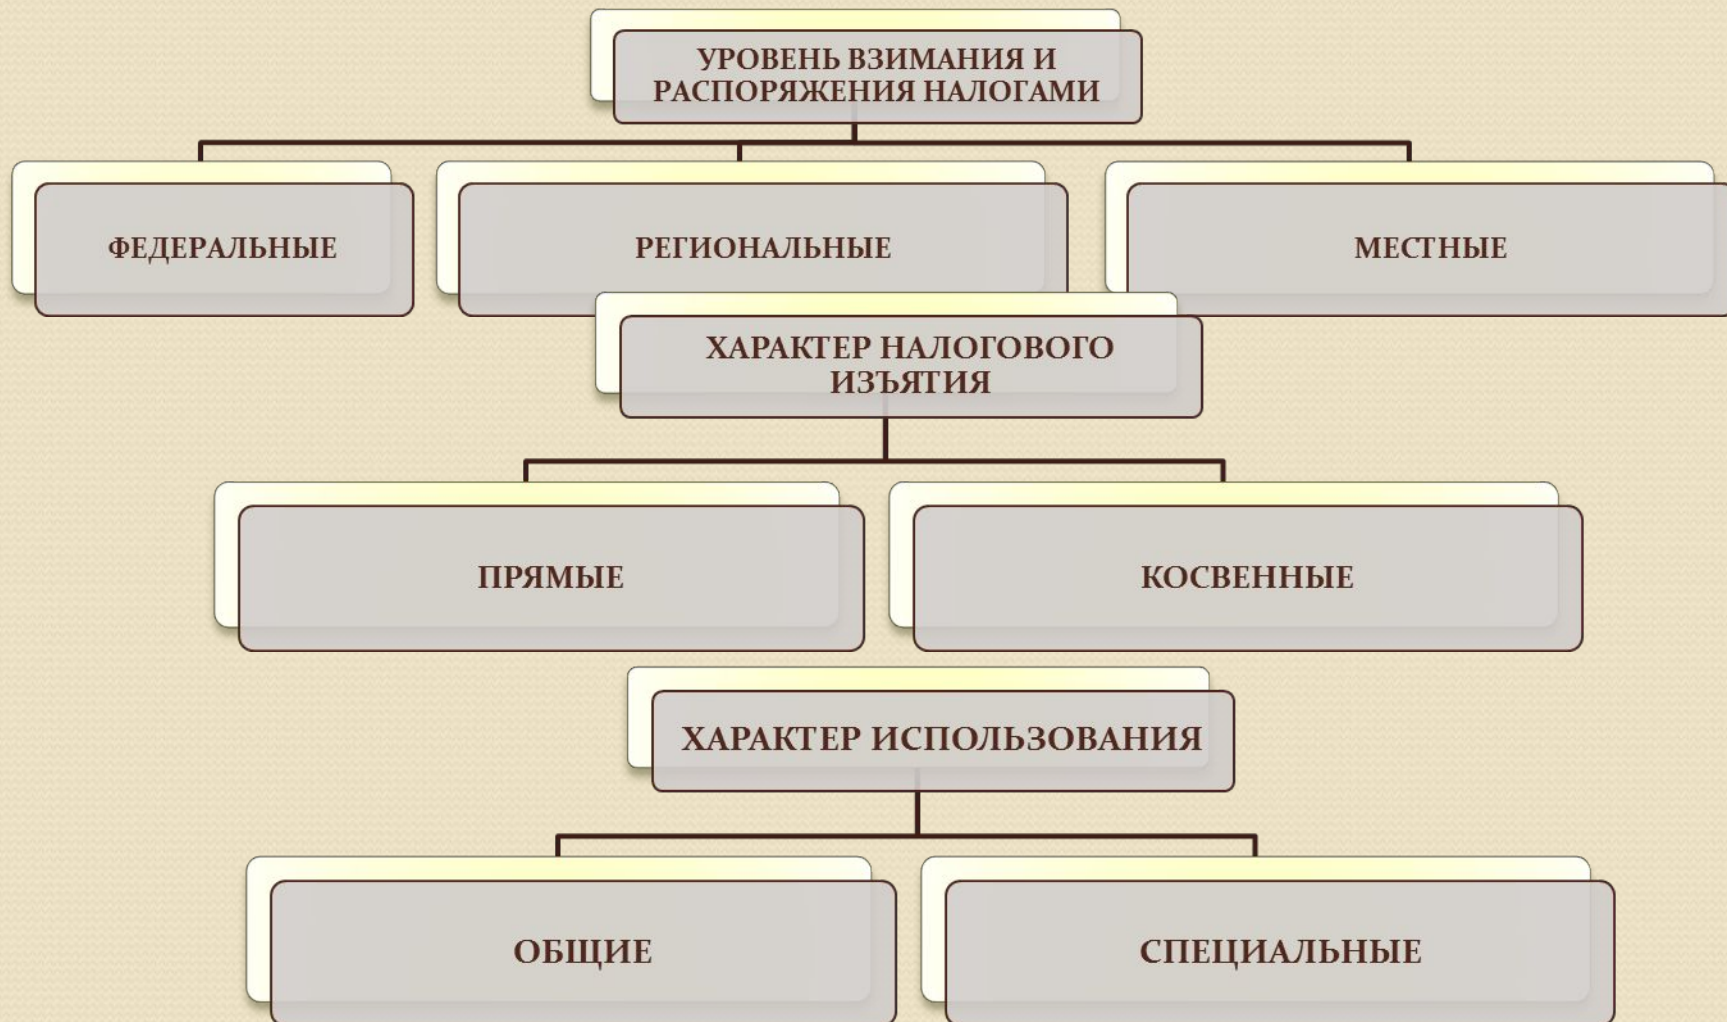 УРОВЕНЬ ВЗИМАНИЯ И
РАСПОРЯЖЕНИЯ НАЛОГАМИ
ФЕДЕРАЛЬНЫЕ
РЕГИОНАЛЬНЫЕ
МЕСТНЫЕ
ХАРАКТЕР НАЛОГОВОГО
ИЗЪЯТИЯ
ПРЯМЫЕ
КОСВЕННЫЕ
ХАРАКТЕР ИСПОЛЬЗОВАНИЯ
ОБЩИЕ
СПЕЦИАЛЬНЫЕ